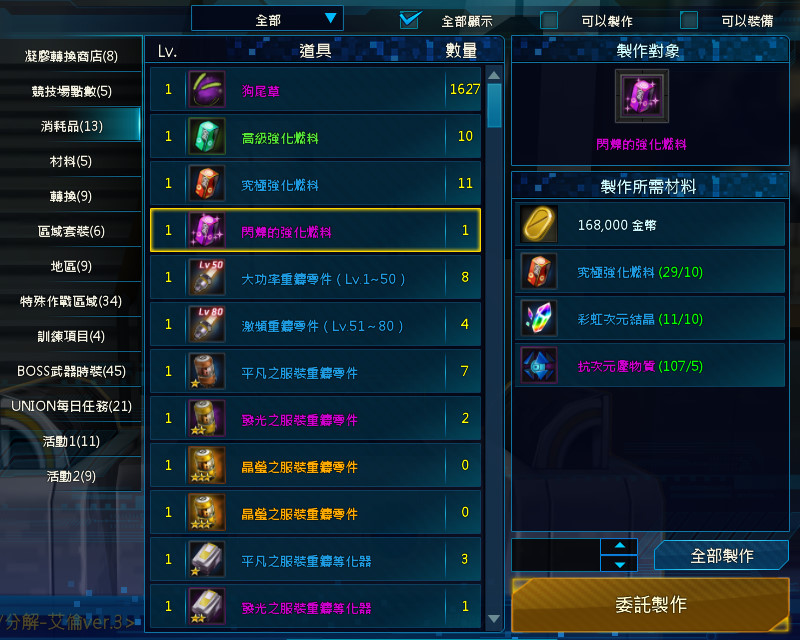 全部
全部顯示
可以製作
可以裝備
凝膠轉換商店(8)
競技場點數(5)
消耗品(13)
材料(5)
轉換(9)
區域套裝(6)
地區(9)
特殊作戰區域(34)
訓練項目(4)
BOSS武器時裝(45)
UNION每日任務(21)
活動1(11)
活動2(9)
Lv. 道具 數量
1 狗尾草 1627
1 高級強化燃料 10
1 究極強化燃料 11
1 閃爍的強化燃料 1
1 Lv 50 大功率重鑄零件 ( Lv.1~50 ) 8
1 Lv 80 激頻重鑄零件 ( Lv.51~80 ) 4
1 平凡之服裝重鑄零件 7
1 發光之服裝重鑄零件 2
1 晶瑩之服裝重鑄零件 0
1 晶瑩之服裝重鑄零件 0
1 平凡之服裝重鑄等化器 3
1 發光之服裝重鑄等化器 1
製作對象
閃爍的強化燃料
製作所需材料
168,000 金幣
究極強化燃料 (29/10)
彩虹次元結晶 (11/10)
抗次元塵物質 (107/5)
全部製作
委託製作
/分解-艾倫ver.3>